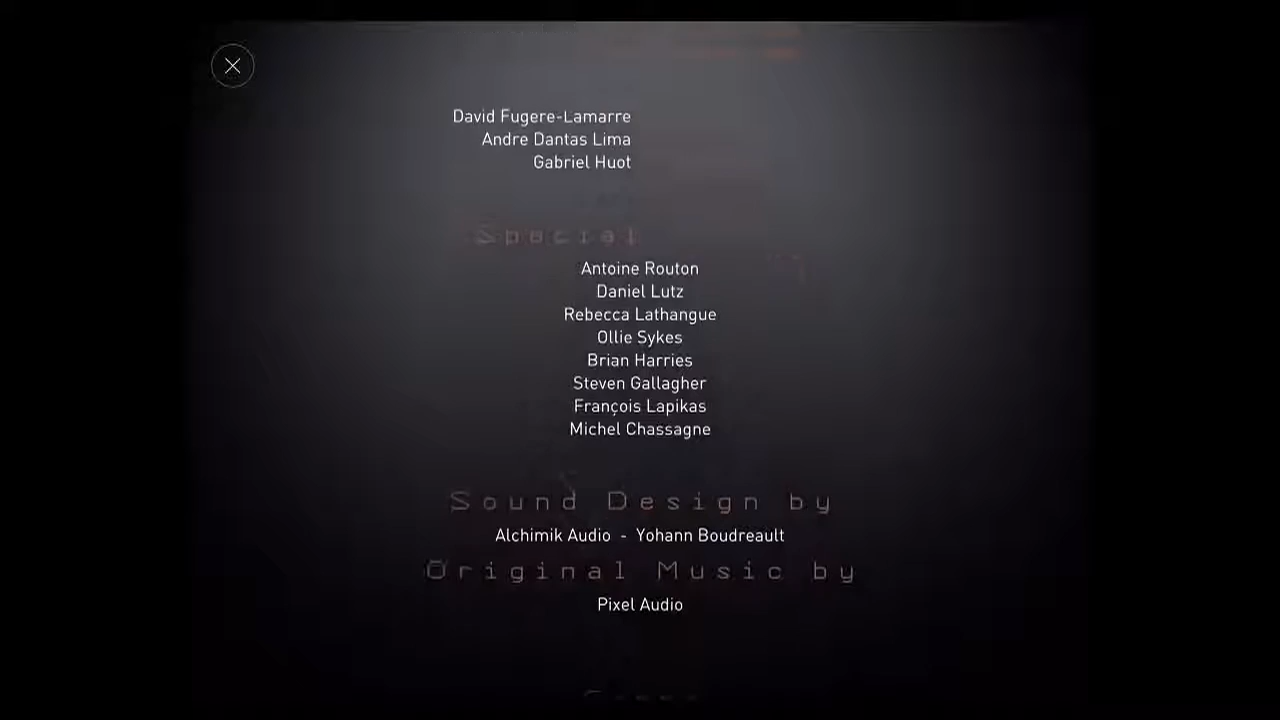 David Fugere-Lamarre
Andre Dantas Lima
Gabriel Huot
Special
Antoine Routon
Daniel Lutz
Rebecca Lathangue
Ollie Sykes
Brian Harries
Steven Gallagher
François Lapikas
Michel Chassagne
Sound Design by
Alchimik Audio - Yohann Boudreault
Original Music by
Pixel Audio